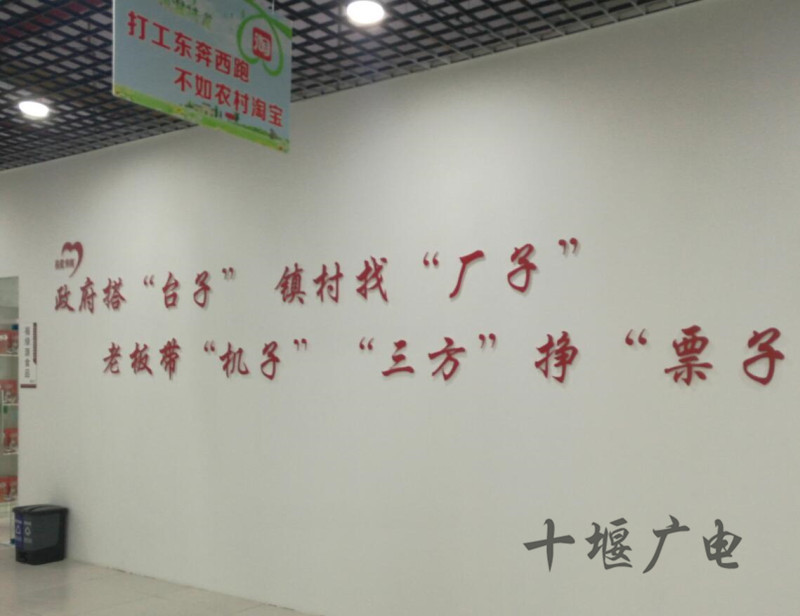 打工东奔西跑
不如农村淘宝
淘
政府搭“台子” 镇村找“厂子”
老板带“机子” “三方”挣“票子
十堰广电